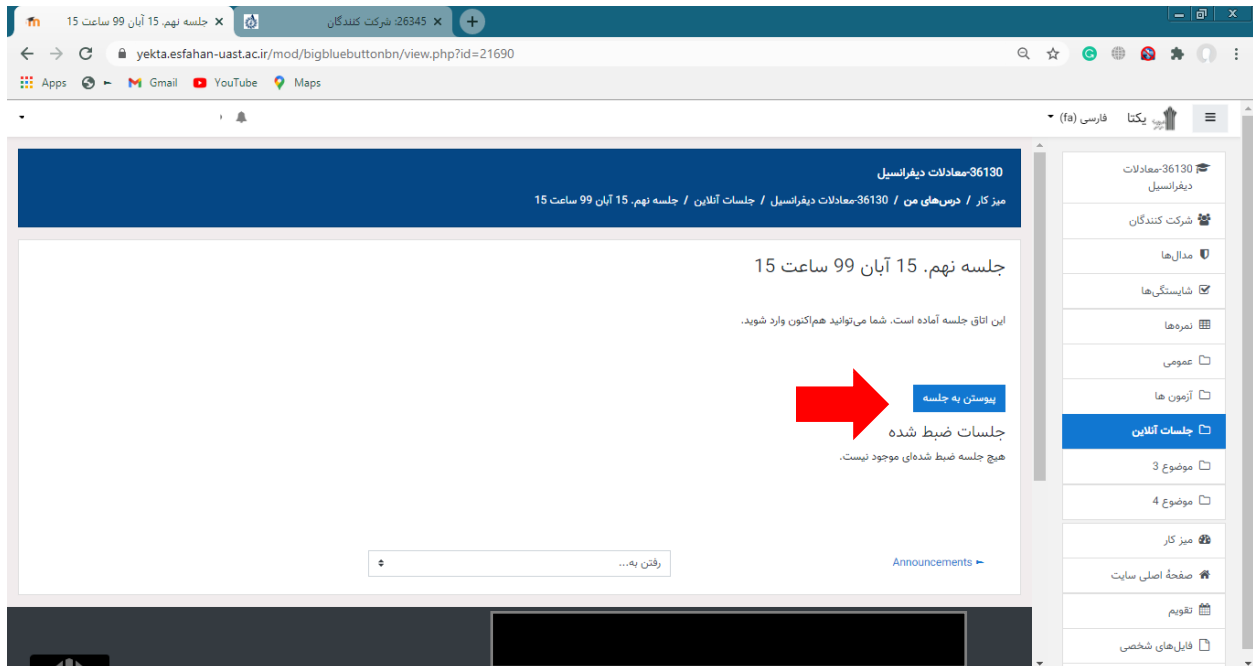 جلسه نهم. 15 آبان 99 ساعت 15
26345: شرکت کنندگان
yekta.esfahan-uast.ac.ir/mod/bigbluebuttonbn/view.php?id=21690
Apps Gmail YouTube Maps
یکتا فارسی (fa)
36130-معادلات دیفرانسیل
میز کار / درس‌های من / 36130-معادلات دیفرانسیل / جلسات آنلاین / جلسه نهم. 15 آبان 99 ساعت 15
جلسه نهم. 15 آبان 99 ساعت 15
این اتاق جلسه آماده است. شما می‌توانید هم‌اکنون وارد شوید.
پیوستن به جلسه
جلسات ضبط شده
هیچ جلسه ضبط شده‌ای موجود نیست.
Announcements
رفتن به...
36130-معادلات
دیفرانسیل
شرکت کنندگان
مدال‌ها
شایستگی‌ها
نمره‌ها
عمومی
آزمون ها
جلسات آنلاین
موضوع 3
موضوع 4
میز کار
صفحهٔ اصلی سایت
تقویم
فایل‌های شخصی